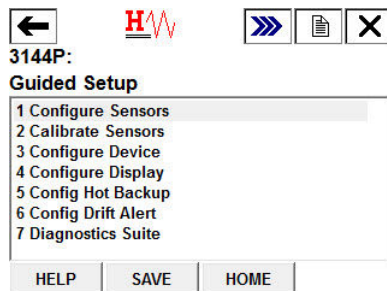 H
3144P:
Guided Setup
1 Configure Sensors
2 Calibrate Sensors
3 Configure Device
4 Configure Display
5 Config Hot Backup
6 Config Drift Alert
7 Diagnostics Suite
HELP SAVE HOME